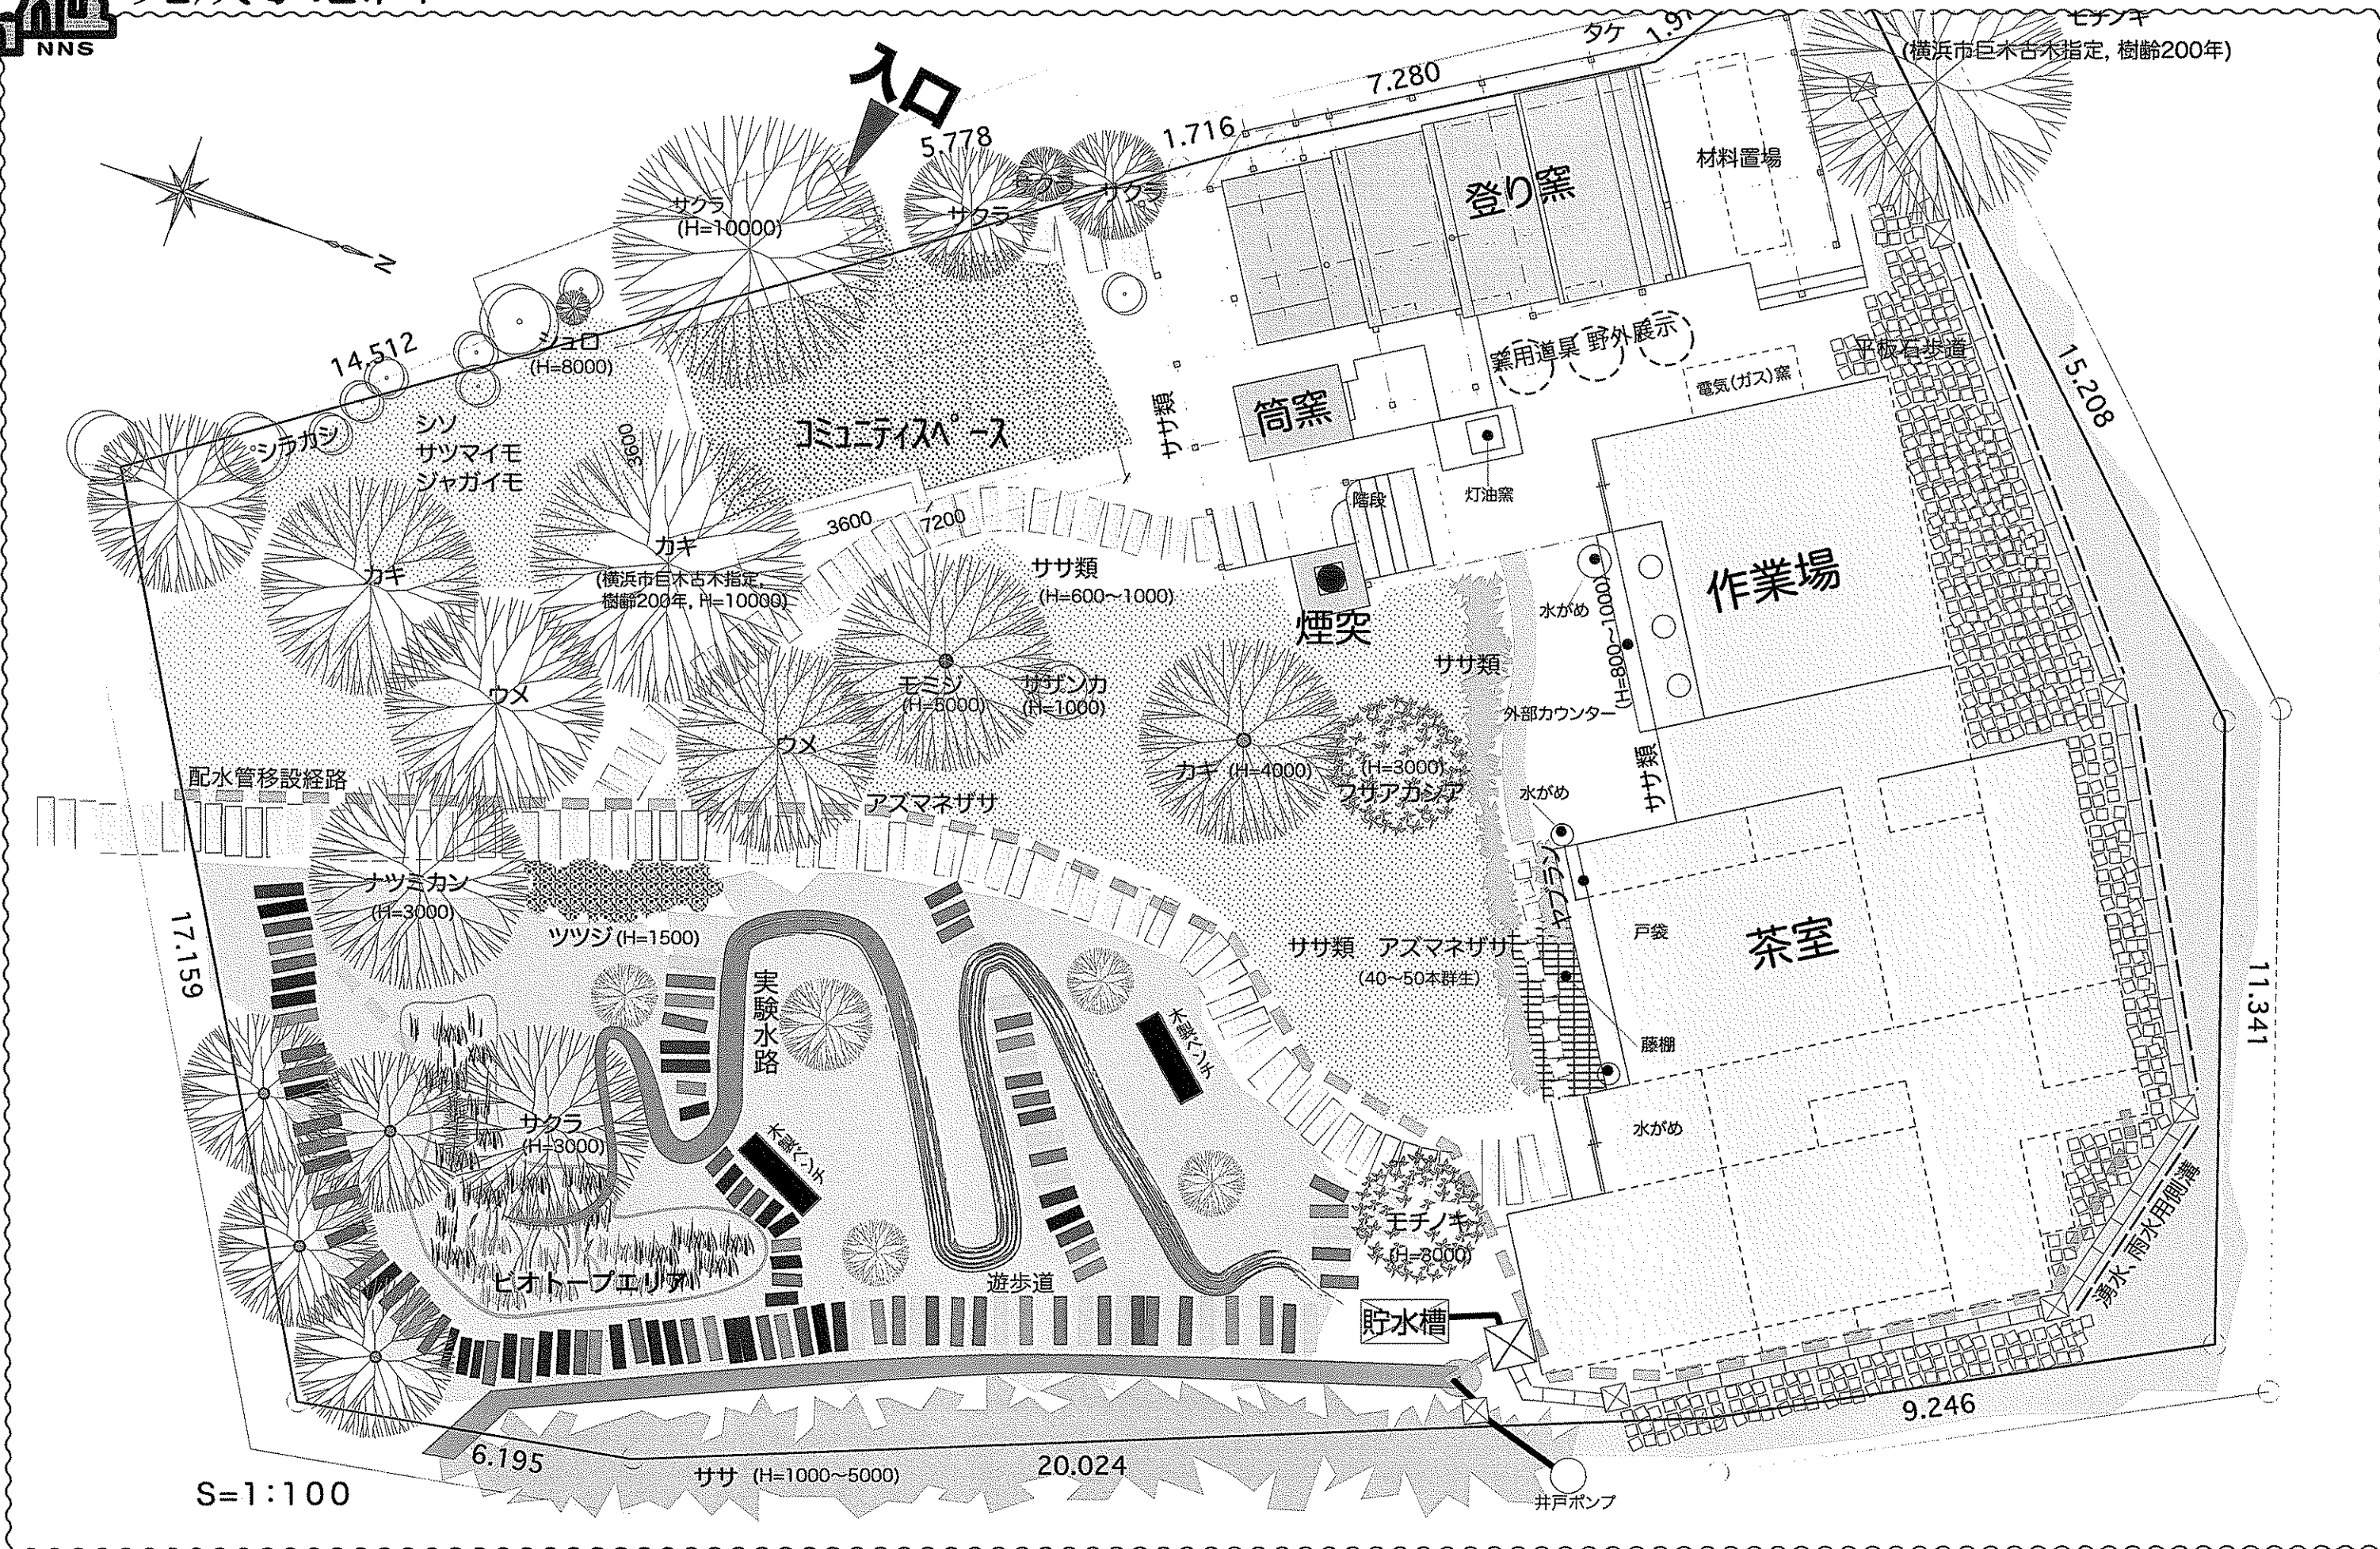 NNS
入口
タケ
モチノキ
(横浜市巨木古木指定, 樹齢200年)
7.280
5.778
1.716
サクラ
(H=10000)
サクラ
サクラ
サクラ
登り窯
材料置場
N
14.512
シュロ
(H=8000)
シラカシ
シソ
サツマイモ
ジャガイモ
3600
コミュニティスペース
ササ類
筒窯
窯用道具 野外展示
電気(ガス)窯
平板石歩道
15.208
灯油窯
階段
3600
7200
カキ
カキ
(横浜市巨木古木指定,
樹齢200年, H=10000)
ササ類
(H=600〜1000)
煙突
水がめ
(H=800〜1000)
作業場
ウメ
モミジ
(H=5000)
サザンカ
(H=1000)
ササ類
外部カウンター
ウメ
カキ (H=4000)
(H=3000)
フサアカシア
ササ類
水がめ
配水管移設経路
アズマネザサ
ナツミカン
(H=3000)
ツツジ (H=1500)
ヤブラン
戸袋
茶室
17.159
実験水路
ササ類 アズマネザサ
(40〜50本群生)
木製ベンチ
藤棚
11.341
サクラ
(H=3000)
木製ベンチ
水がめ
モチノキ
(H=3000)
湧水、雨水用側溝
ビオトープエリア
遊歩道
貯水槽
6.195
ササ (H=1000〜5000)
20.024
9.246
S=1:100
井戸ポンプ